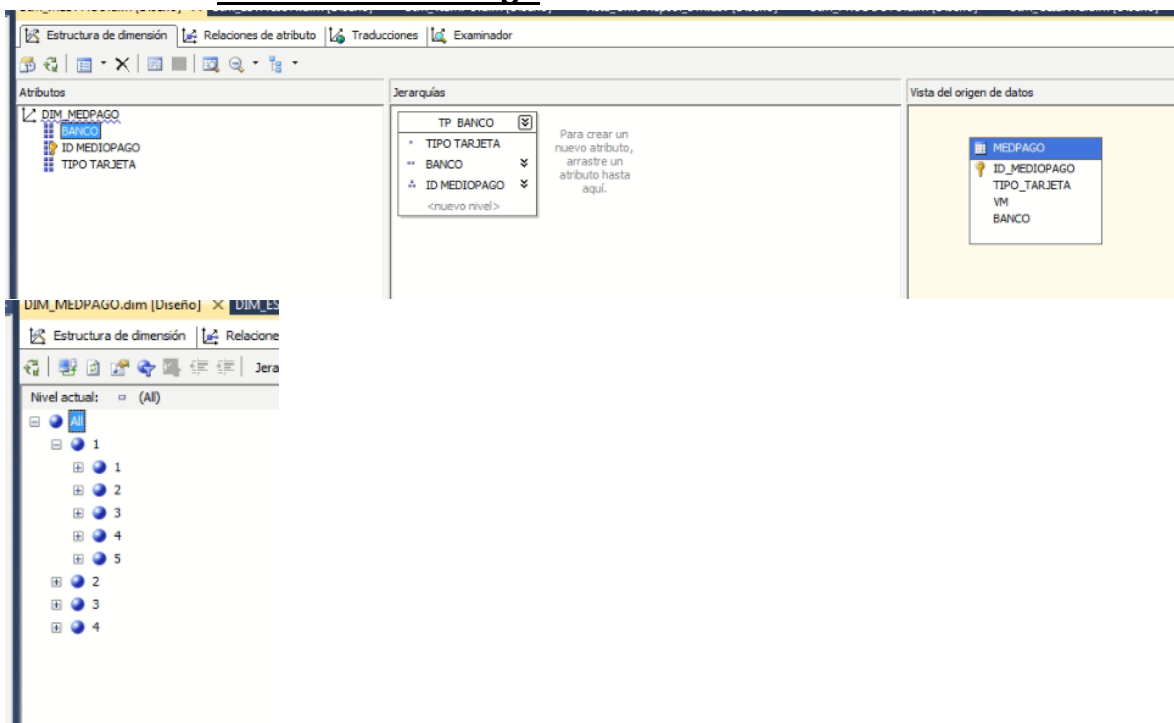 Estructura de dimensión Relaciones de atributo Traducciones Examinador
Atributos
DIM_MEDPAGO
BANCO
ID MEDIOPAGO
TIPO TARJETA
Jerarquías
TP BANCO
TIPO TARJETA
BANCO
ID MEDIOPAGO
<nuevo nivel>
Para crear un
nuevo atributo,
arrastre un
atributo hasta
aquí.
Vista del origen de datos
MEDPAGO
ID_MEDIOPAGO
TIPO_TARJETA
VM
BANCO
DIM_MEDPAGO.dim [Diseño] DIM_ES
Estructura de dimensión Relacione
Jera
Nivel actual: (All)
All
1
1
2
3
4
5
2
3
4